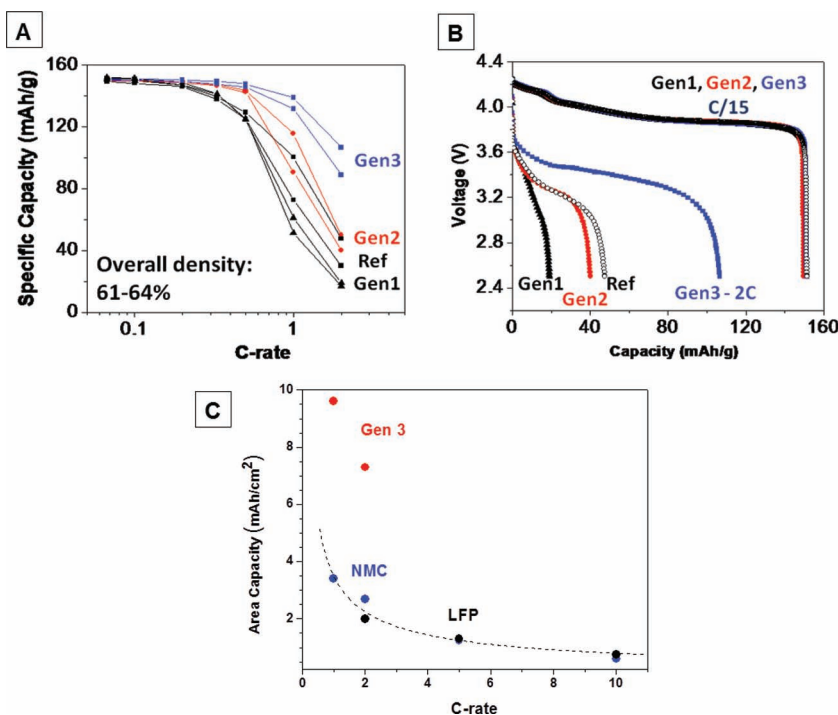 A
Specific Capacity (mAh/g)
160
120
80
40
0
Gen3
Gen2
Ref
Gen1
Overall density:
61-64%
0.1
1
C-rate
B
Voltage (V)
4.4
4.0
3.6
3.2
2.8
2.4
Gen1, Gen2, Gen3
C/15
Gen1
Gen2
Ref
Gen3 - 2C
0
40
80
120
160
Capacity (mAh/g)
C
Area Capacity (mAh/cm²)
10
8
6
4
2
Gen 3
NMC
LFP
0
2
4
6
8
10
C-rate